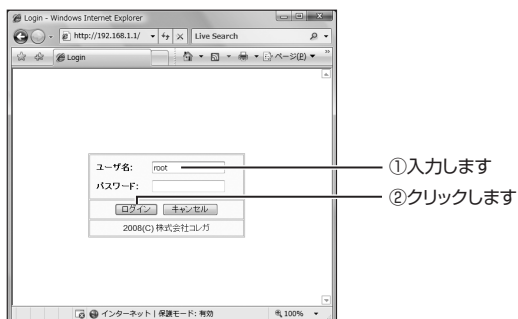 Login - Windows Internet Explorer
http://192.168.1.1/
Live Search
Login
ページ(P)
ユーザ名: root
パスワード:
ログイン キャンセル
2008(C) 株式会社コレガ
①入力します
②クリックします
インターネット | 保護モード: 有効
100%